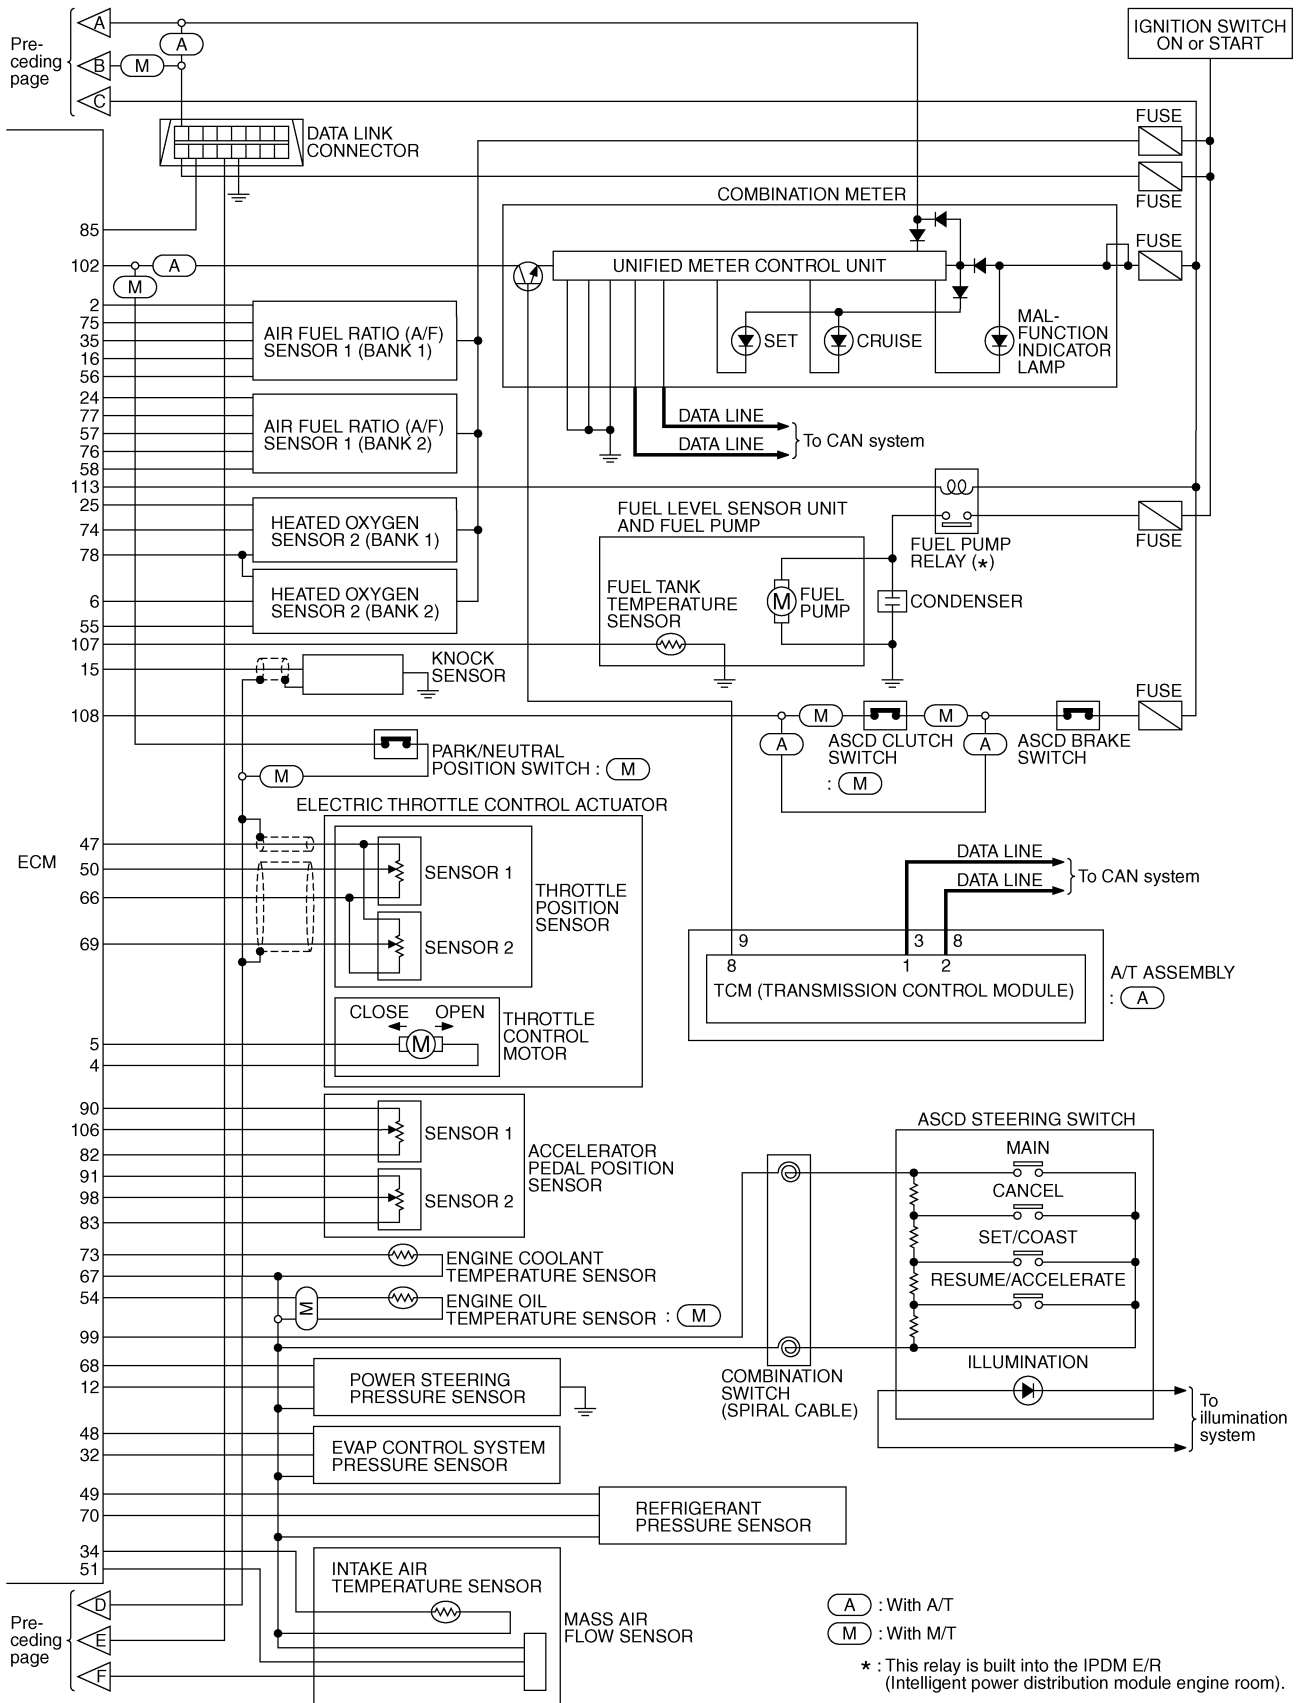 A
Pre-
ceding
page
A
B
M
C
IGNITION SWITCH
ON or START
DATA LINK
CONNECTOR
FUSE
FUSE
COMBINATION METER
FUSE
85
102
A
M
UNIFIED METER CONTROL UNIT
SET
CRUISE
MAL-
FUNCTION
INDICATOR
LAMP
2
75
35
16
56
AIR FUEL RATIO (A/F)
SENSOR 1 (BANK 1)
24
77
57
76
58
AIR FUEL RATIO (A/F)
SENSOR 1 (BANK 2)
DATA LINE
DATA LINE
To CAN system
113
25
74
78
HEATED OXYGEN
SENSOR 2 (BANK 1)
6
55
HEATED OXYGEN
SENSOR 2 (BANK 2)
FUEL LEVEL SENSOR UNIT
AND FUEL PUMP
FUEL TANK
TEMPERATURE
SENSOR
M
FUEL
PUMP
FUEL PUMP
RELAY (*)
CONDENSER
FUSE
107
15
KNOCK
SENSOR
108
M
M
A
A
ASCD CLUTCH
SWITCH
: M
ASCD BRAKE
SWITCH
FUSE
PARK/NEUTRAL
POSITION SWITCH : M
M
ELECTRIC THROTTLE CONTROL ACTUATOR
ECM
47
50
66
69
SENSOR 1
SENSOR 2
THROTTLE
POSITION
SENSOR
DATA LINE
DATA LINE
To CAN system
9
3
8
8
1
2
TCM (TRANSMISSION CONTROL MODULE)
A/T ASSEMBLY
: A
CLOSE
OPEN
M
THROTTLE
CONTROL
MOTOR
5
4
90
106
82
91
98
83
SENSOR 1
SENSOR 2
ACCELERATOR
PEDAL POSITION
SENSOR
ASCD STEERING SWITCH
MAIN
CANCEL
SET/COAST
RESUME/ACCELERATE
ILLUMINATION
73
67
ENGINE COOLANT
TEMPERATURE SENSOR
54
M
ENGINE OIL
TEMPERATURE SENSOR : M
99
68
12
POWER STEERING
PRESSURE SENSOR
COMBINATION
SWITCH
(SPIRAL CABLE)
To
illumination
system
48
32
EVAP CONTROL SYSTEM
PRESSURE SENSOR
49
70
REFRIGERANT
PRESSURE SENSOR
34
51
INTAKE AIR
TEMPERATURE SENSOR
MASS AIR
FLOW SENSOR
Pre-
ceding
page
D
E
F
A : With A/T
M : With M/T
* : This relay is built into the IPDM E/R
(Intelligent power distribution module engine room).